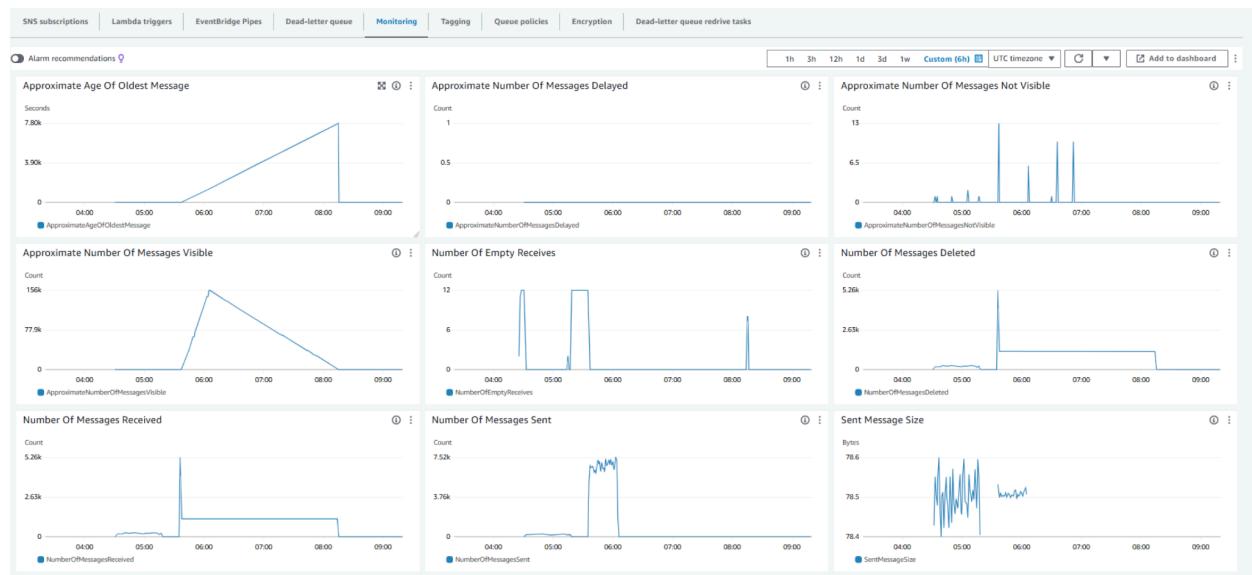 SNS subscriptions Lambda triggers EventBridge Pipes Dead-letter queue Monitoring Tagging Queue policies Encryption Dead-letter queue redrive tasks
Alarm recommendations
1h 3h 12h 1d 3d 1w Custom (6h) UTC timezone Add to dashboard
Approximate Age Of Oldest Message
Seconds
7.80k
3.90k
0
04:00 05:00 06:00 07:00 08:00 09:00
ApproximateAgeOfOldestMessage
Approximate Number Of Messages Delayed
Count
1
0.5
0
04:00 05:00 06:00 07:00 08:00 09:00
ApproximateNumberOfMessagesDelayed
Approximate Number Of Messages Not Visible
Count
13
6.5
0
04:00 05:00 06:00 07:00 08:00 09:00
ApproximateNumberOfMessagesNotVisible
Approximate Number Of Messages Visible
Count
156k
77.9k
0
04:00 05:00 06:00 07:00 08:00 09:00
ApproximateNumberOfMessagesVisible
Number Of Empty Receives
Count
12
6
0
04:00 05:00 06:00 07:00 08:00 09:00
NumberOfEmptyReceives
Number Of Messages Deleted
Count
5.26k
2.63k
0
04:00 05:00 06:00 07:00 08:00 09:00
NumberOfMessagesDeleted
Number Of Messages Received
Count
5.26k
2.63k
0
04:00 05:00 06:00 07:00 08:00 09:00
NumberOfMessagesReceived
Number Of Messages Sent
Count
7.52k
3.76k
0
04:00 05:00 06:00 07:00 08:00 09:00
NumberOfMessagesSent
Sent Message Size
Bytes
78.6
78.5
78.4
04:00 05:00 06:00 07:00 08:00 09:00
SentMessageSize